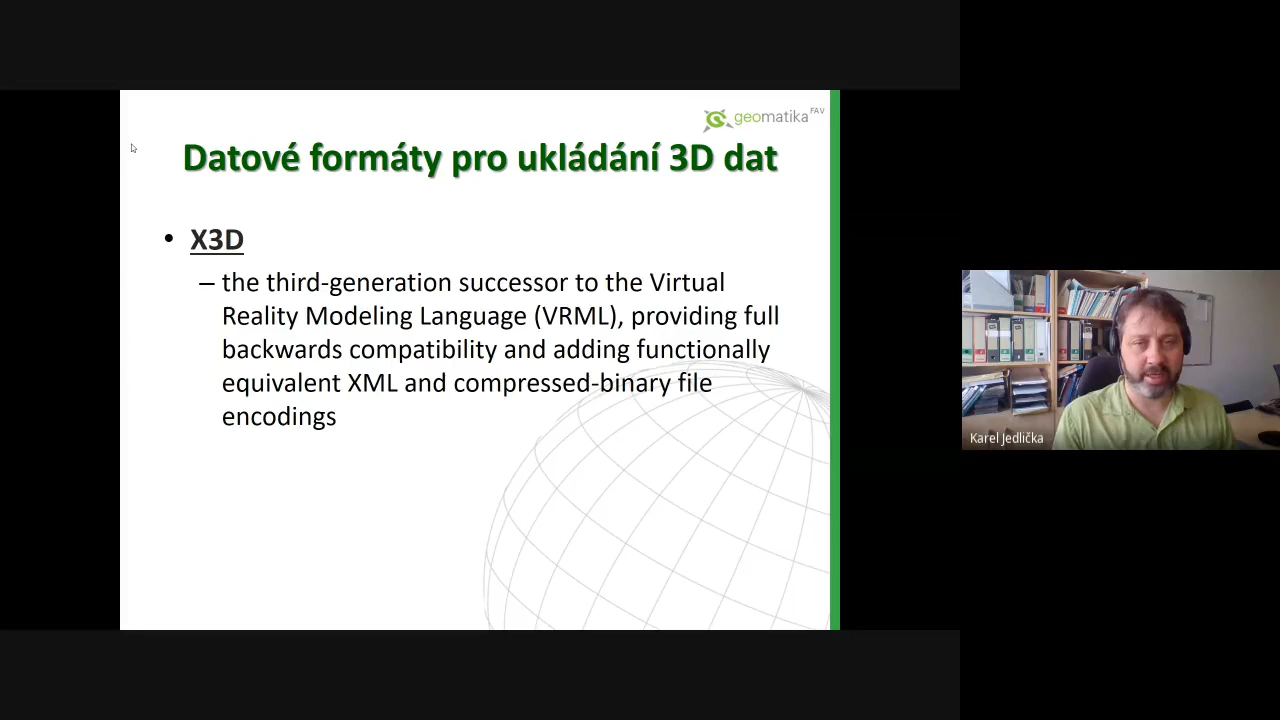 geomatika FAV
Datové formáty pro ukládání 3D dat
• X3D
– the third-generation successor to the Virtual
Reality Modeling Language (VRML), providing full
backwards compatibility and adding functionally
equivalent XML and compressed-binary file
encodings
Karel Jedlička